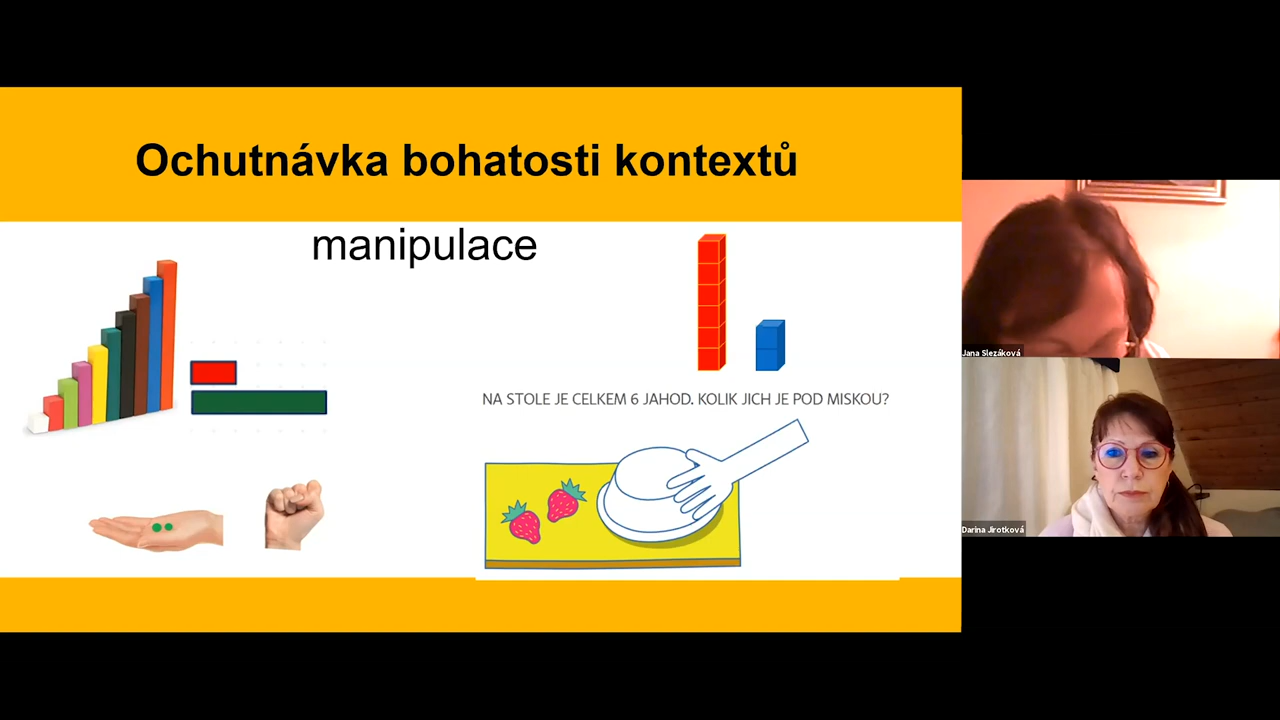 Ochutnávka bohatosti kontextů
manipulace
NA STOLE JE CELKEM 6 JAHOD. KOLIK JICH JE POD MISKOU?
Jana Slezáková
Darina Jirotková